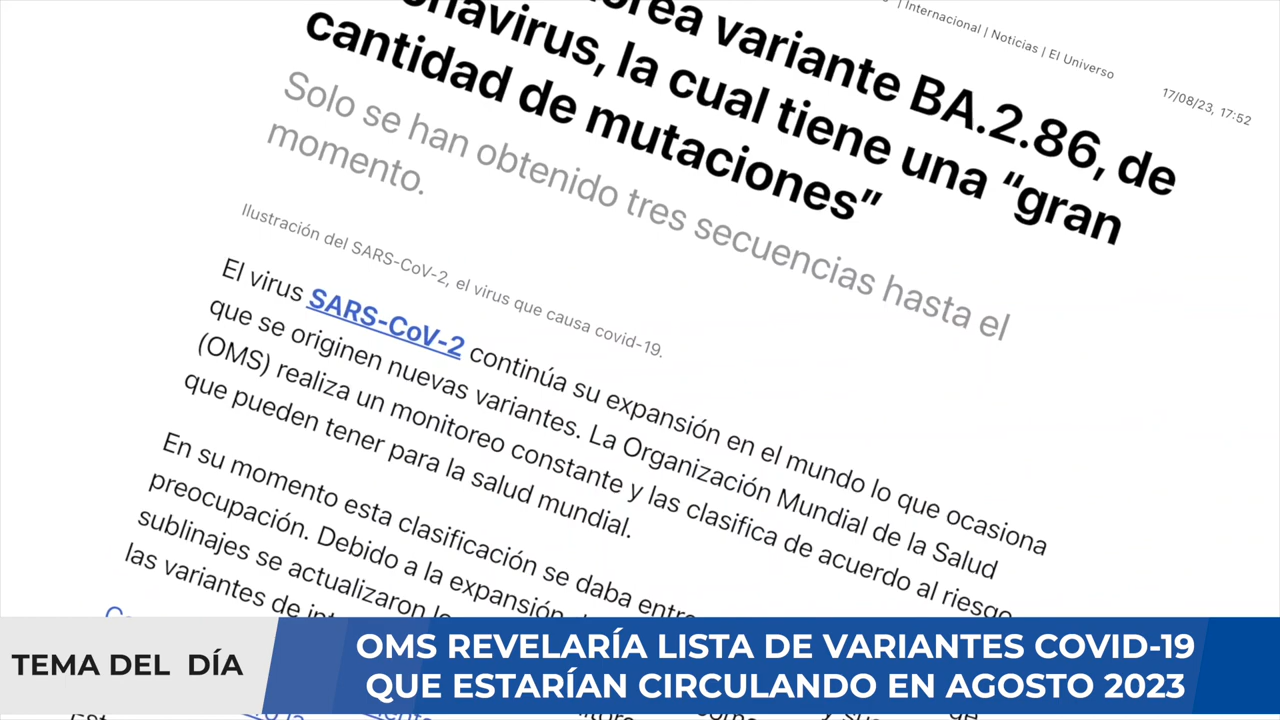 | Internacional | Noticias | El Universo
17/08/23, 17:52
variante BA.2.86, de
la cual tiene una “gran
cantidad de mutaciones”
Solo se han obtenido tres secuencias hasta el
momento.
Ilustración del SARS-CoV-2, el virus que causa covid-19.
El virus SARS-CoV-2 continúa su expansión en el mundo lo que ocasiona
que se originen nuevas variantes. La Organización Mundial de la Salud
(OMS) realiza un monitoreo constante y las clasifica de acuerdo al riesgo
que pueden tener para la salud mundial.
En su momento esta clasificación se daba entre
preocupación. Debido a la expansión
sublinajes se actualizaron
las variantes de
TEMA DEL DÍA
OMS REVELARÍA LISTA DE VARIANTES COVID-19
QUE ESTARÍAN CIRCULANDO EN AGOSTO 2023